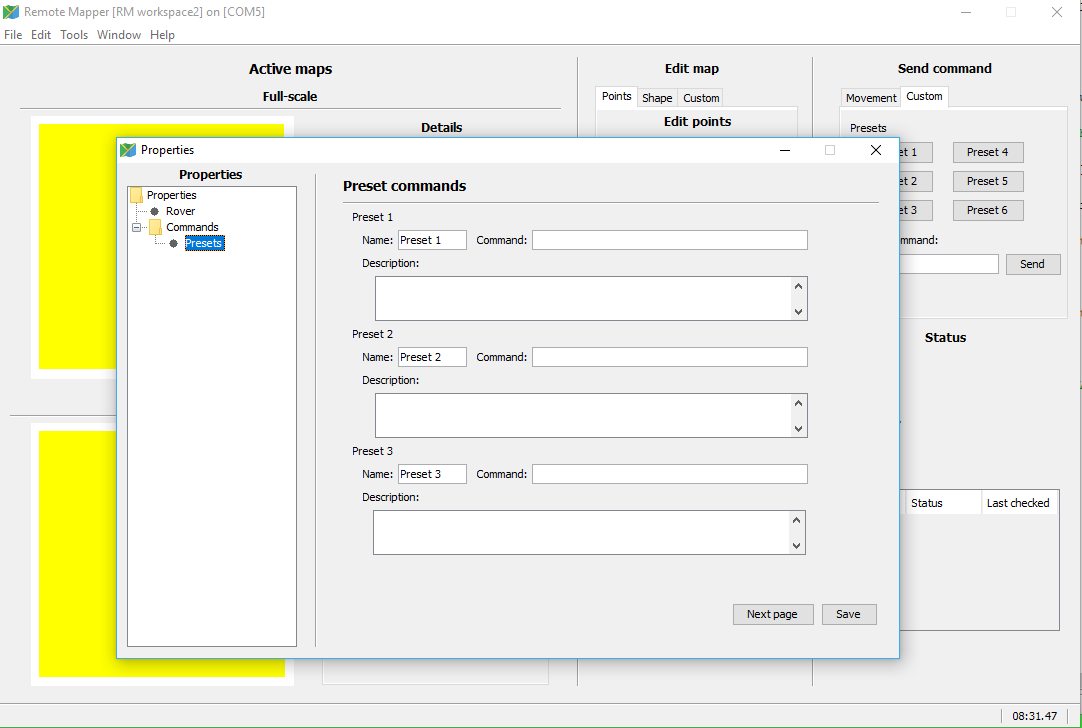 Remote Mapper [RM workspace2] on [COM5]
File Edit Tools Window Help
Active maps
Full-scale
Details
Edit map
Points Shape Custom
Edit points
Send command
Movement Custom
Presets
et 1 Preset 4
et 2 Preset 5
et 3 Preset 6
mmand:
Send
Status
Status Last checked
Properties
Properties
Properties
Rover
Commands
Presets
Preset commands
Preset 1
Name: Preset 1 Command:
Description:
Preset 2
Name: Preset 2 Command:
Description:
Preset 3
Name: Preset 3 Command:
Description:
Next page Save
08:31.47